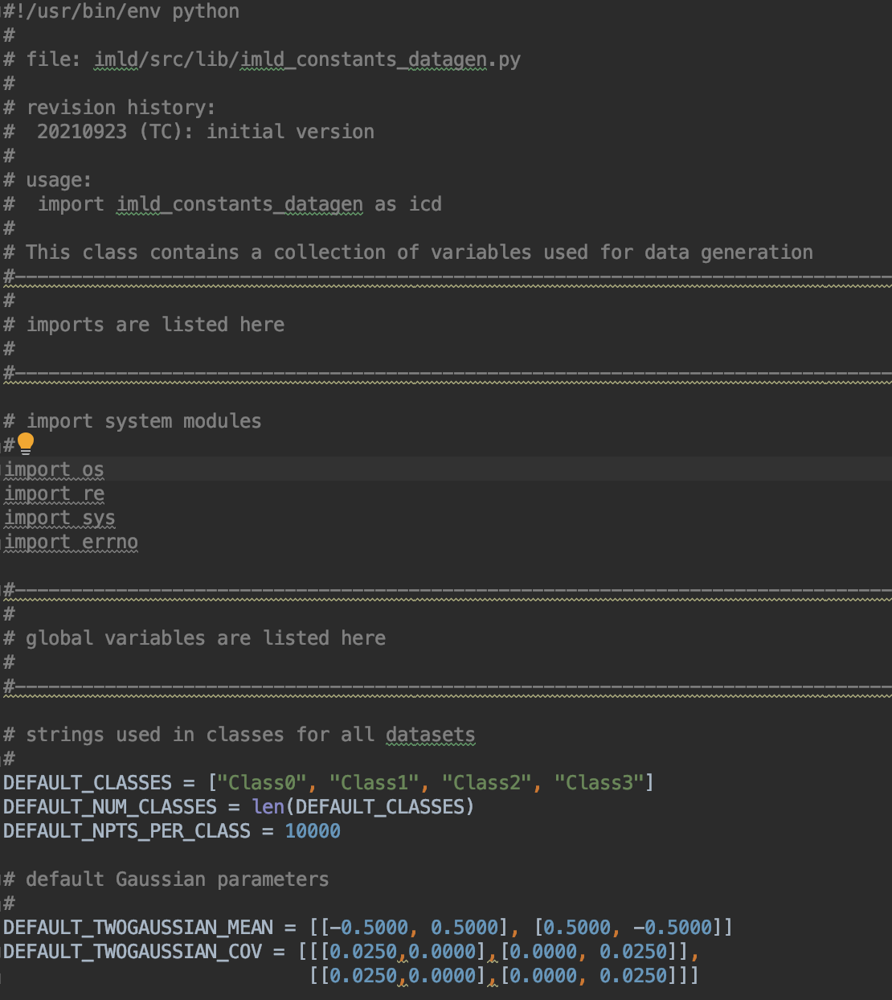 #!/usr/bin/env python
#
# file: imld/src/lib/imld_constants_datagen.py
#
# revision history:
#  20210923 (TC): initial version
#
# usage:
#  import imld_constants_datagen as icd
#
# This class contains a collection of variables used for data generation
#-------------------------------------------------------------------------------
#
# imports are listed here
#
#-------------------------------------------------------------------------------
# import system modules
#
import os
import re
import sys
import errno
#-------------------------------------------------------------------------------
#
# global variables are listed here
#
#-------------------------------------------------------------------------------
# strings used in classes for all datasets
#
DEFAULT_CLASSES = ["Class0", "Class1", "Class2", "Class3"]
DEFAULT_NUM_CLASSES = len(DEFAULT_CLASSES)
DEFAULT_NPTS_PER_CLASS = 10000
# default Gaussian parameters
#
DEFAULT_TWOGAUSSIAN_MEAN = [[-0.5000, 0.5000], [0.5000, -0.5000]]
DEFAULT_TWOGAUSSIAN_COV = [[[0.0250,0.0000],[0.0000, 0.0250]],
                           [[0.0250,0.0000],[0.0000, 0.0250]]]